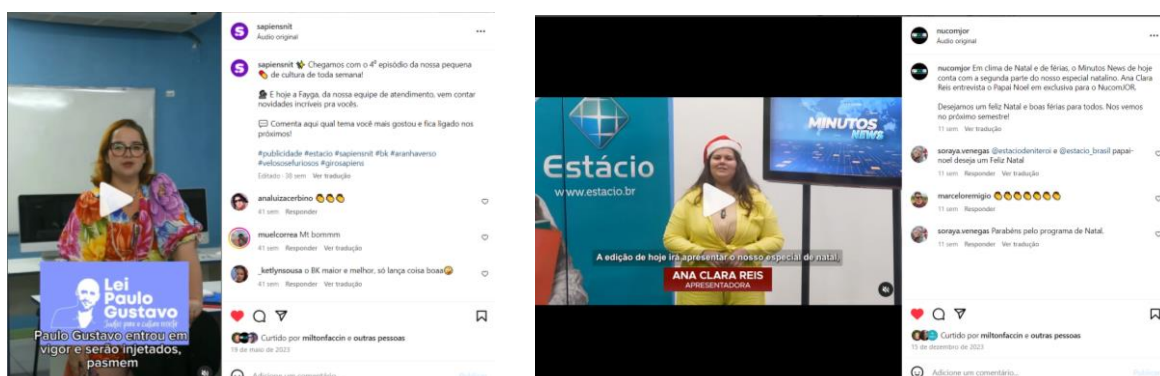 sapiensnit
Áudio original
sapiensnit Chegamos com o 4º episódio da nossa pequena
de cultura de toda semana!
E hoje a Fayga, da nossa equipe de atendimento, vem contar
novidades incríveis pra vocês.
Comenta aqui qual tema você mais gostou e fica ligado nos
próximos!
#publicidade #estacio #sapiensnit #bk #aranhaverso
#velososefuriosos #girosapiens
Editado · 38 sem Ver tradução
analuizacerbino
41 sem Responder
muelcorrea Mt bommm
41 sem Responder Ver tradução
_ketlynsousa o BK maior e melhor, só lança coisa boaa
41 sem Responder Ver tradução
Curtido por miltonfaccin e outras pessoas
19 de maio de 2023
Adicione um comentário...
Publicar
Lei
Paulo
Gustavo
Paulo Gustavo entrou em
vigor e serão injetados,
pasmem
nucomjor
Áudio original
nucomjor Em clima de Natal e de férias, o Minutos News de hoje
conta com a segunda parte do nosso especial natalino. Ana Clara
Reis entrevista o Papai Noel em exclusiva para o NucomJOR.
Desejamos um feliz Natal e boas férias para todos. Nos vemos
no próximo semestre!
11 sem Ver tradução
soraya.venegas @estaciodeniteroi e @estacio_brasil papai-
noel deseja um Feliz Natal
11 sem Responder Ver tradução
marceloremigio
11 sem Responder
soraya.venegas Parabéns pelo programa de Natal.
11 sem Responder Ver tradução
Curtido por miltonfaccin e outras pessoas
15 de dezembro de 2023
Adicione um comentário...
Publicar
Estácio
www.estacio.br
MINUTOS
NEWS
A edição de hoje irá apresentar o nosso especial de natal,
ANA CLARA REIS
APRESENTADORA